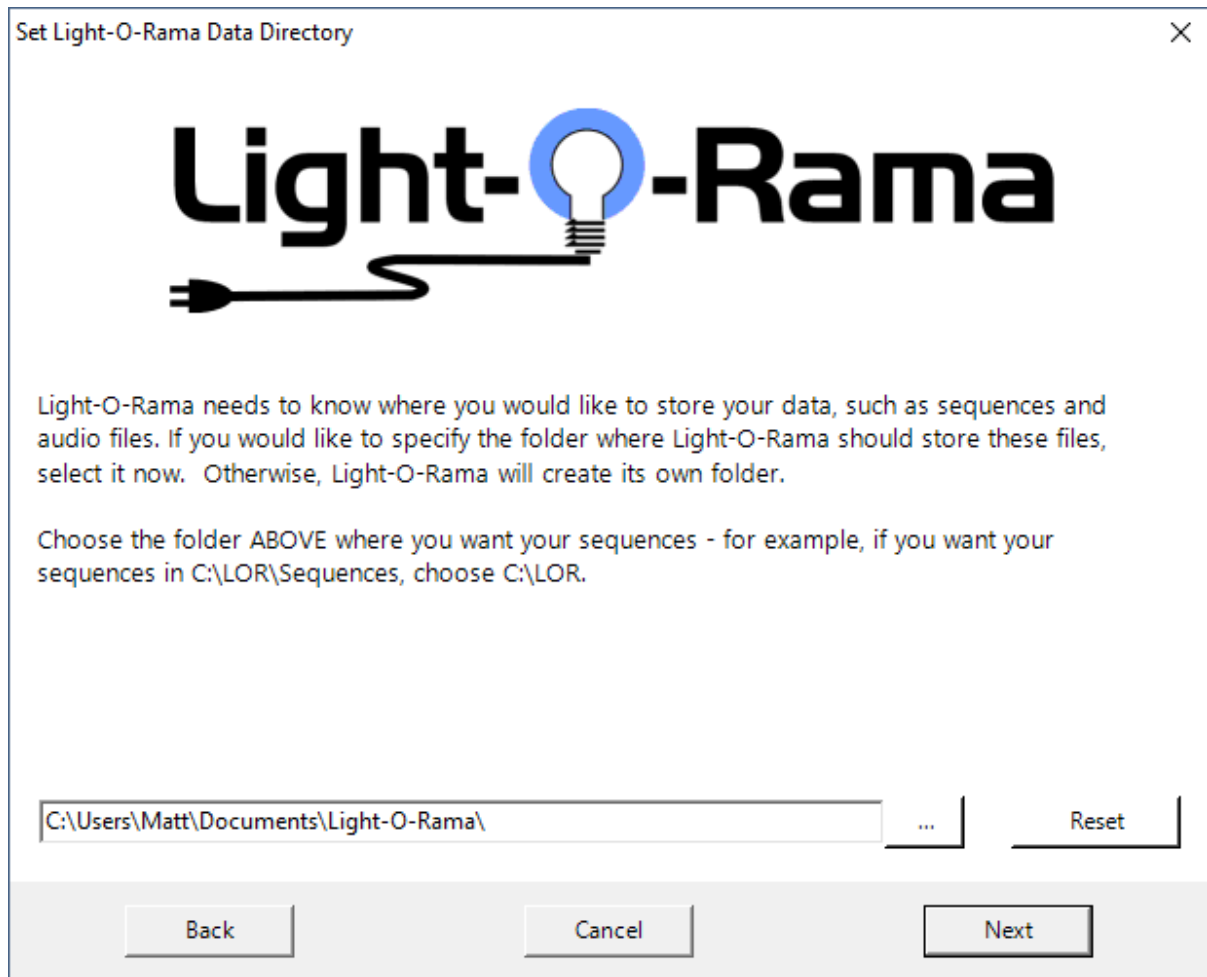 Set Light-O-Rama Data Directory
Light-O-Rama
Light-O-Rama needs to know where you would like to store your data, such as sequences and
audio files. If you would like to specify the folder where Light-O-Rama should store these files,
select it now.  Otherwise, Light-O-Rama will create its own folder.
Choose the folder ABOVE where you want your sequences - for example, if you want your
sequences in C:\LOR\Sequences, choose C:\LOR.
C:\Users\Matt\Documents\Light-O-Rama\
...
Reset
Back
Cancel
Next